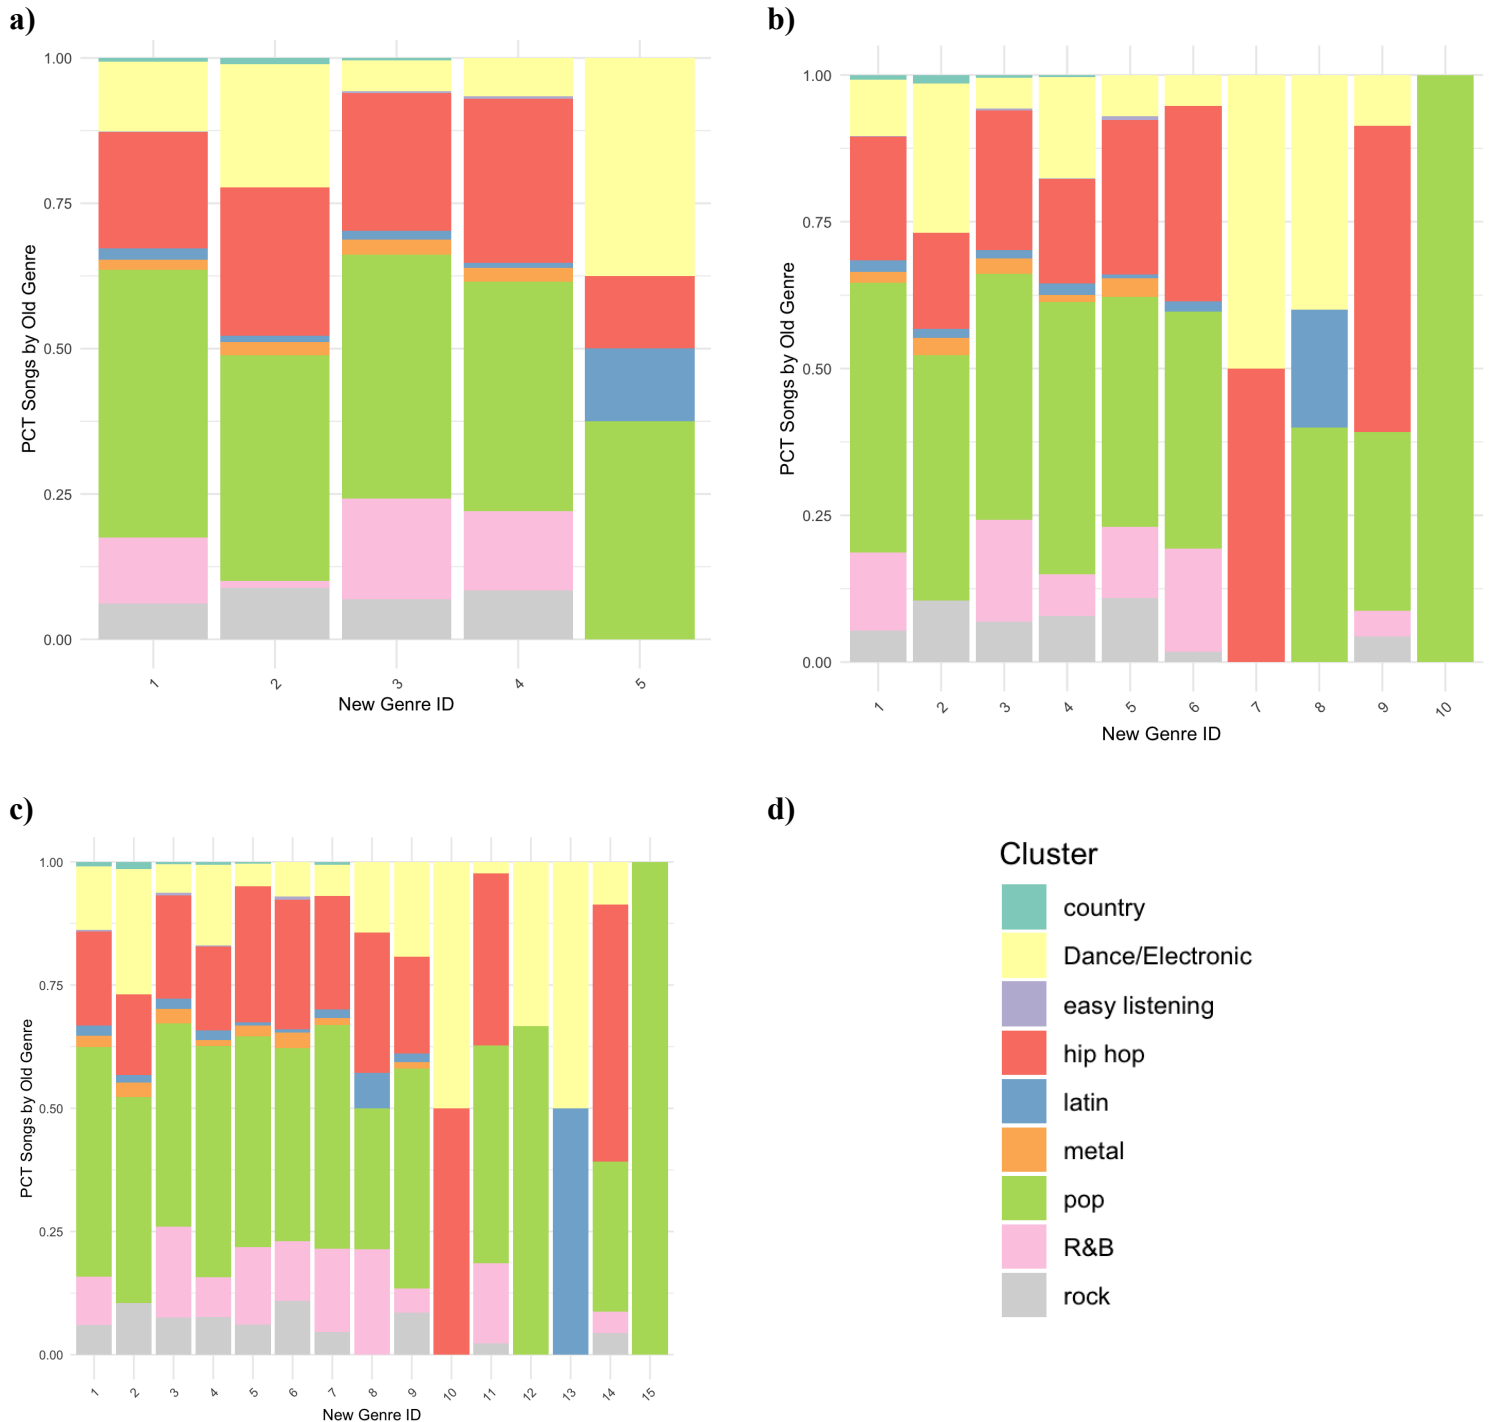 a)
1.00
0.75
0.50
0.25
0.00
PCT Songs by Old Genre
1 2 3 4 5
New Genre ID
b)
1.00
0.75
0.50
0.25
0.00
PCT Songs by Old Genre
1 2 3 4 5 6 7 8 9 10
New Genre ID
c)
1.00
0.75
0.50
0.25
0.00
PCT Songs by Old Genre
1 2 3 4 5 6 7 8 9 10 11 12 13 14 15
New Genre ID
d)
Cluster
country
Dance/Electronic
easy listening
hip hop
latin
metal
pop
R&B
rock